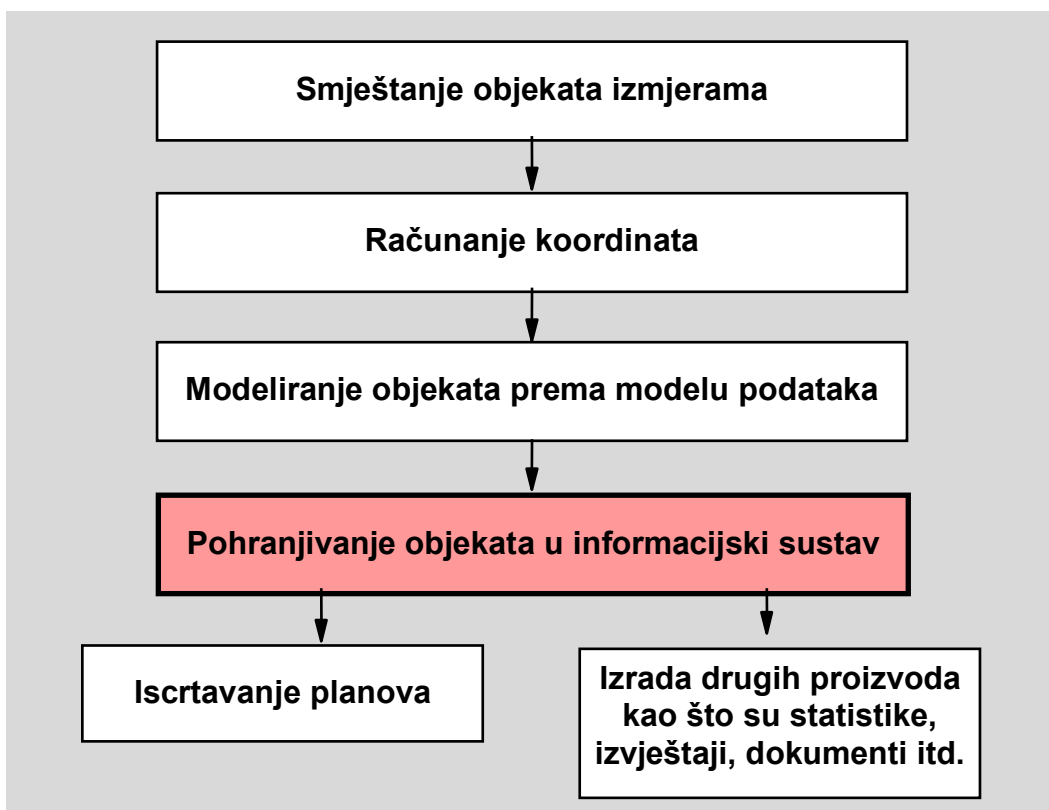 Smještanje objekata izmjerama
Računanje koordinata
Modeliranje objekata prema modelu podataka
Pohranjivanje objekata u informacijski sustav
Iscrtavanje planova
Izrada drugih proizvoda
kao što su statistike,
izvještaji, dokumenti itd.